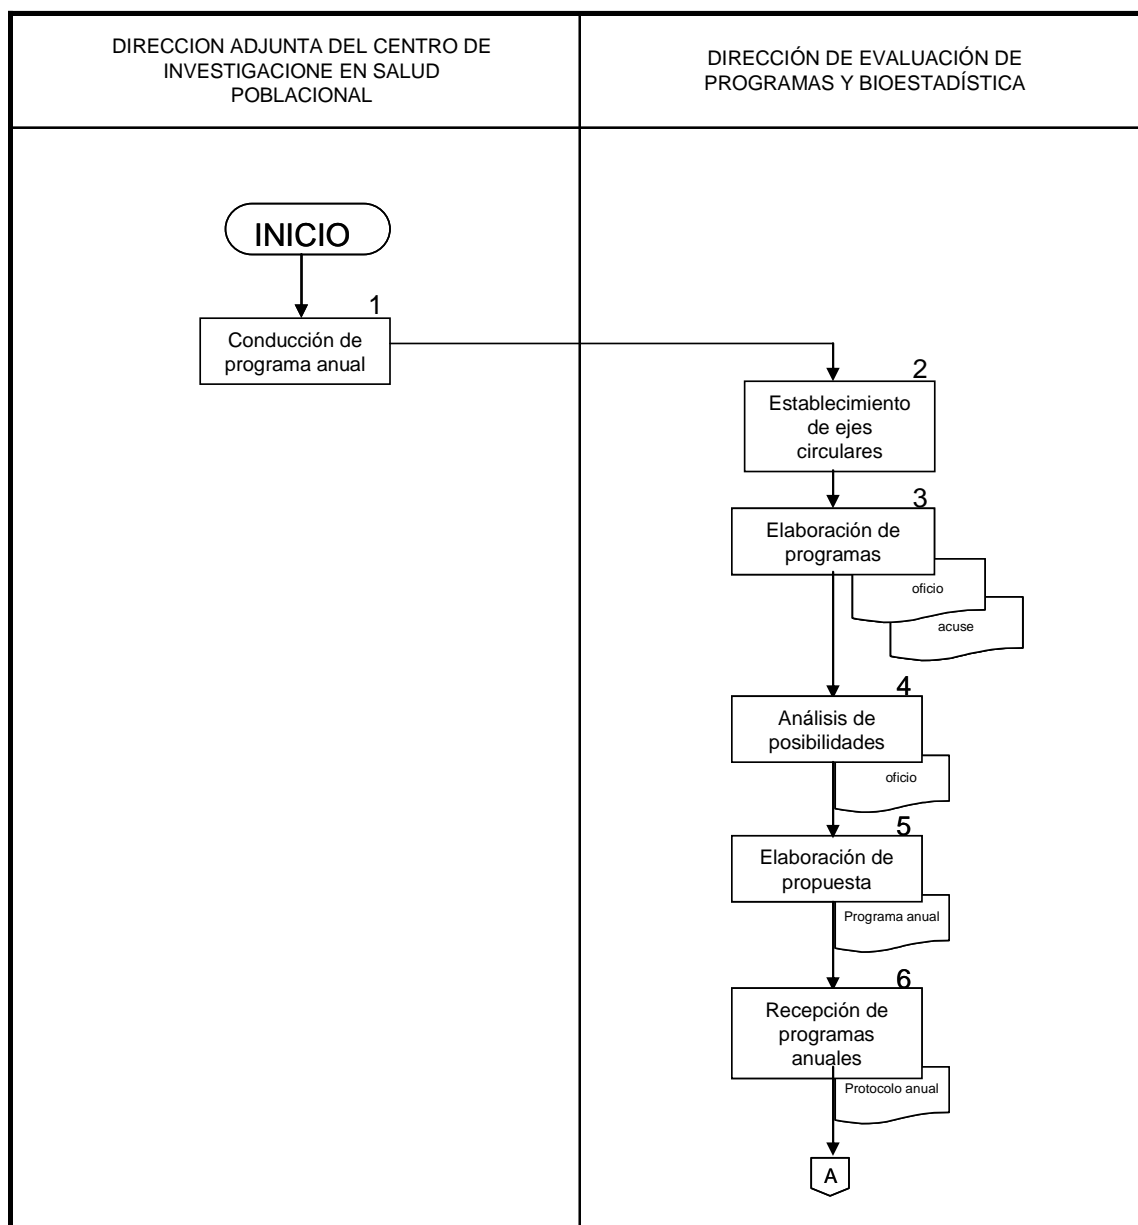 DIRECCION ADJUNTA DEL CENTRO DE
INVESTIGACIONE EN SALUD
POBLACIONAL
DIRECCIÓN DE EVALUACIÓN DE
PROGRAMAS Y BIOESTADÍSTICA
INICIO
1
Conducción de
programa anual
2
Establecimiento
de ejes
circulares
3
Elaboración de
programas
oficio
acuse
4
Análisis de
posibilidades
oficio
5
Elaboración de
propuesta
Programa anual
6
Recepción de
programas
anuales
Protocolo anual
A